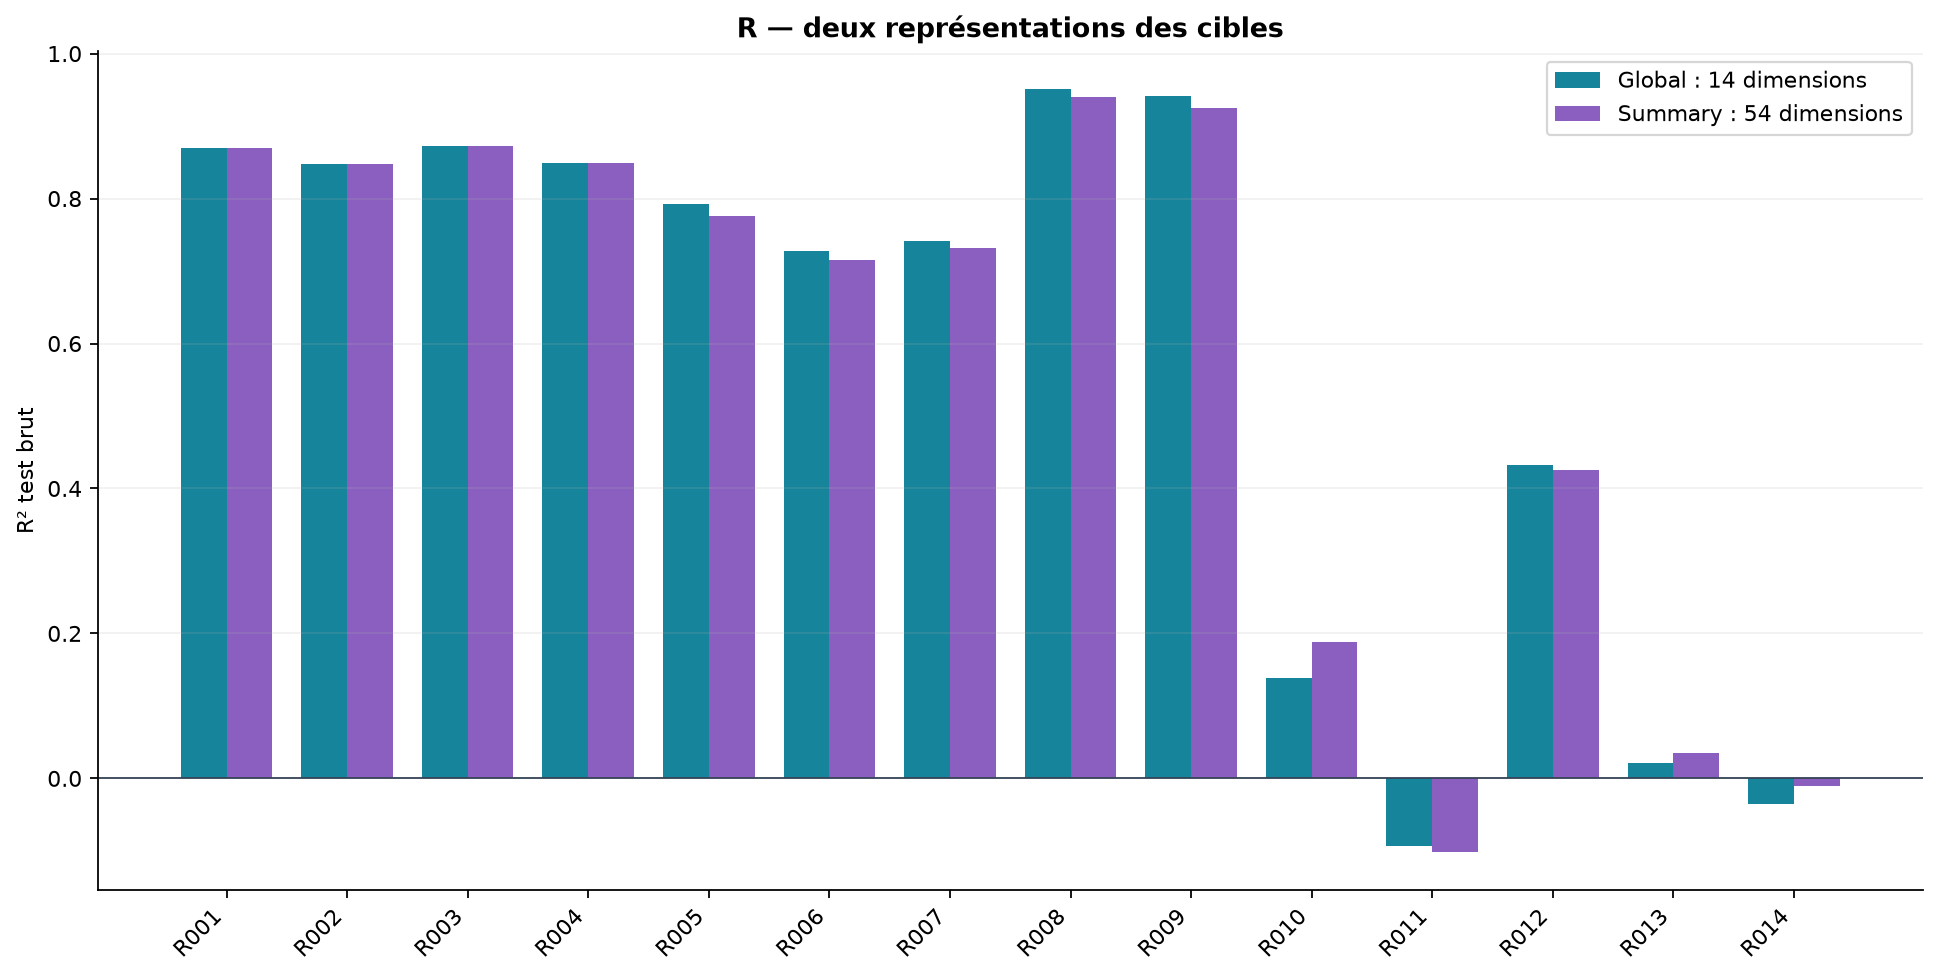 R — deux représentations des cibles
Global : 14 dimensions
Summary : 54 dimensions
R² test brut
1.0
0.8
0.6
0.4
0.2
0.0
R001
R002
R003
R004
R005
R006
R007
R008
R009
R010
R011
R012
R013
R014